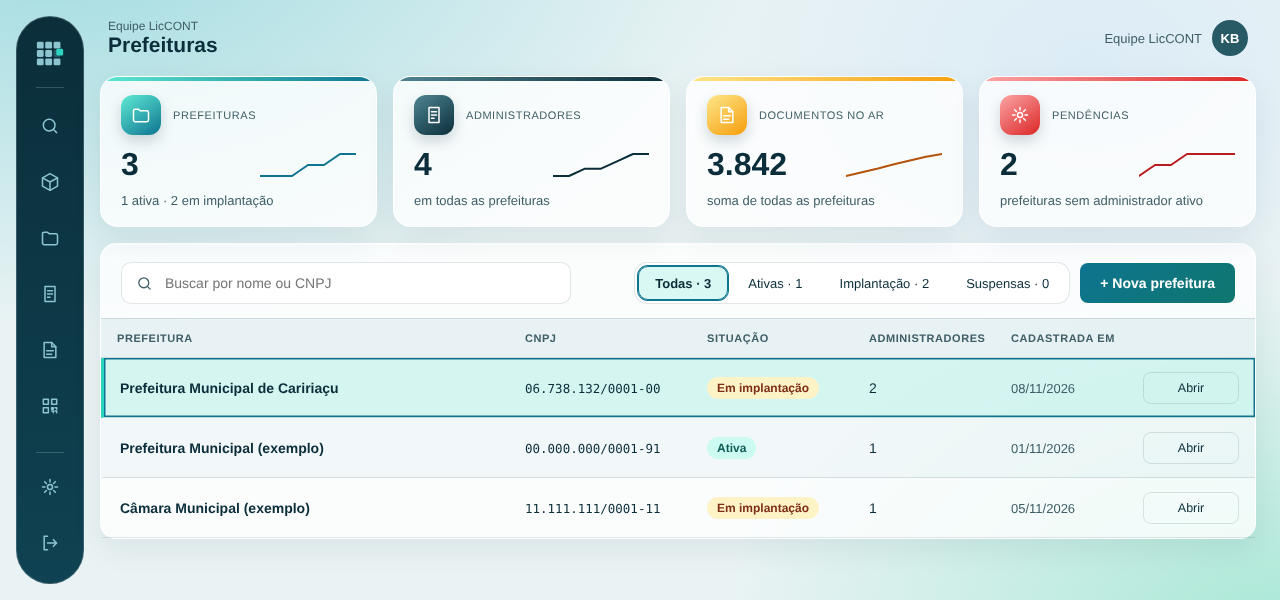 Equipe LicCONT
Prefeituras
Equipe LicCONT
KB
PREFEITURAS
3
1 ativa · 2 em implantação
ADMINISTRADORES
4
em todas as prefeituras
DOCUMENTOS NO AR
3.842
soma de todas as prefeituras
PENDÊNCIAS
2
prefeituras sem administrador ativo
Buscar por nome ou CNPJ
Todas · 3
Ativas · 1
Implantação · 2
Suspensas · 0
+ Nova prefeitura
PREFEITURA CNPJ SITUAÇÃO ADMINISTRADORES CADASTRADA EM
Prefeitura Municipal de Caririaçu 06.738.132/0001-00 Em implantação 2 08/11/2026 Abrir
Prefeitura Municipal (exemplo) 00.000.000/0001-91 Ativa 1 01/11/2026 Abrir
Câmara Municipal (exemplo) 11.111.111/0001-11 Em implantação 1 05/11/2026 Abrir